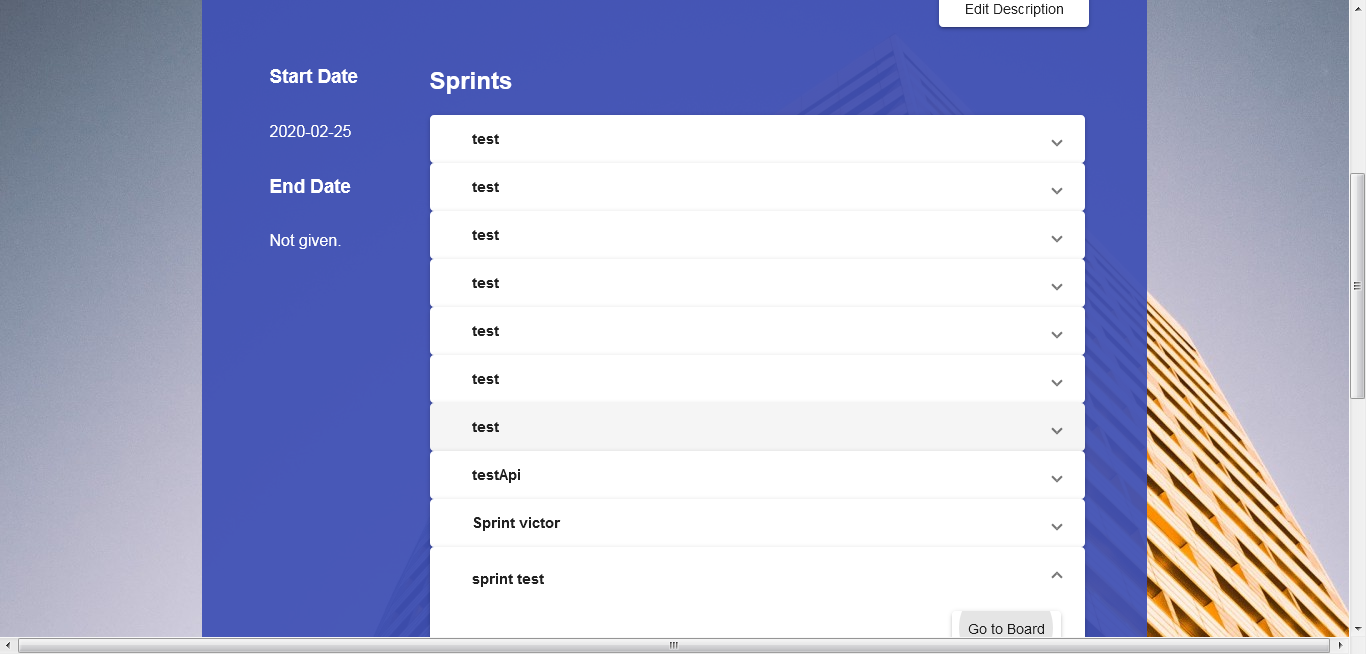 Edit Description
Start Date
2020-02-25
End Date
Not given.
Sprints
test
test
test
test
test
test
test
testApi
Sprint victor
sprint test
Go to Board